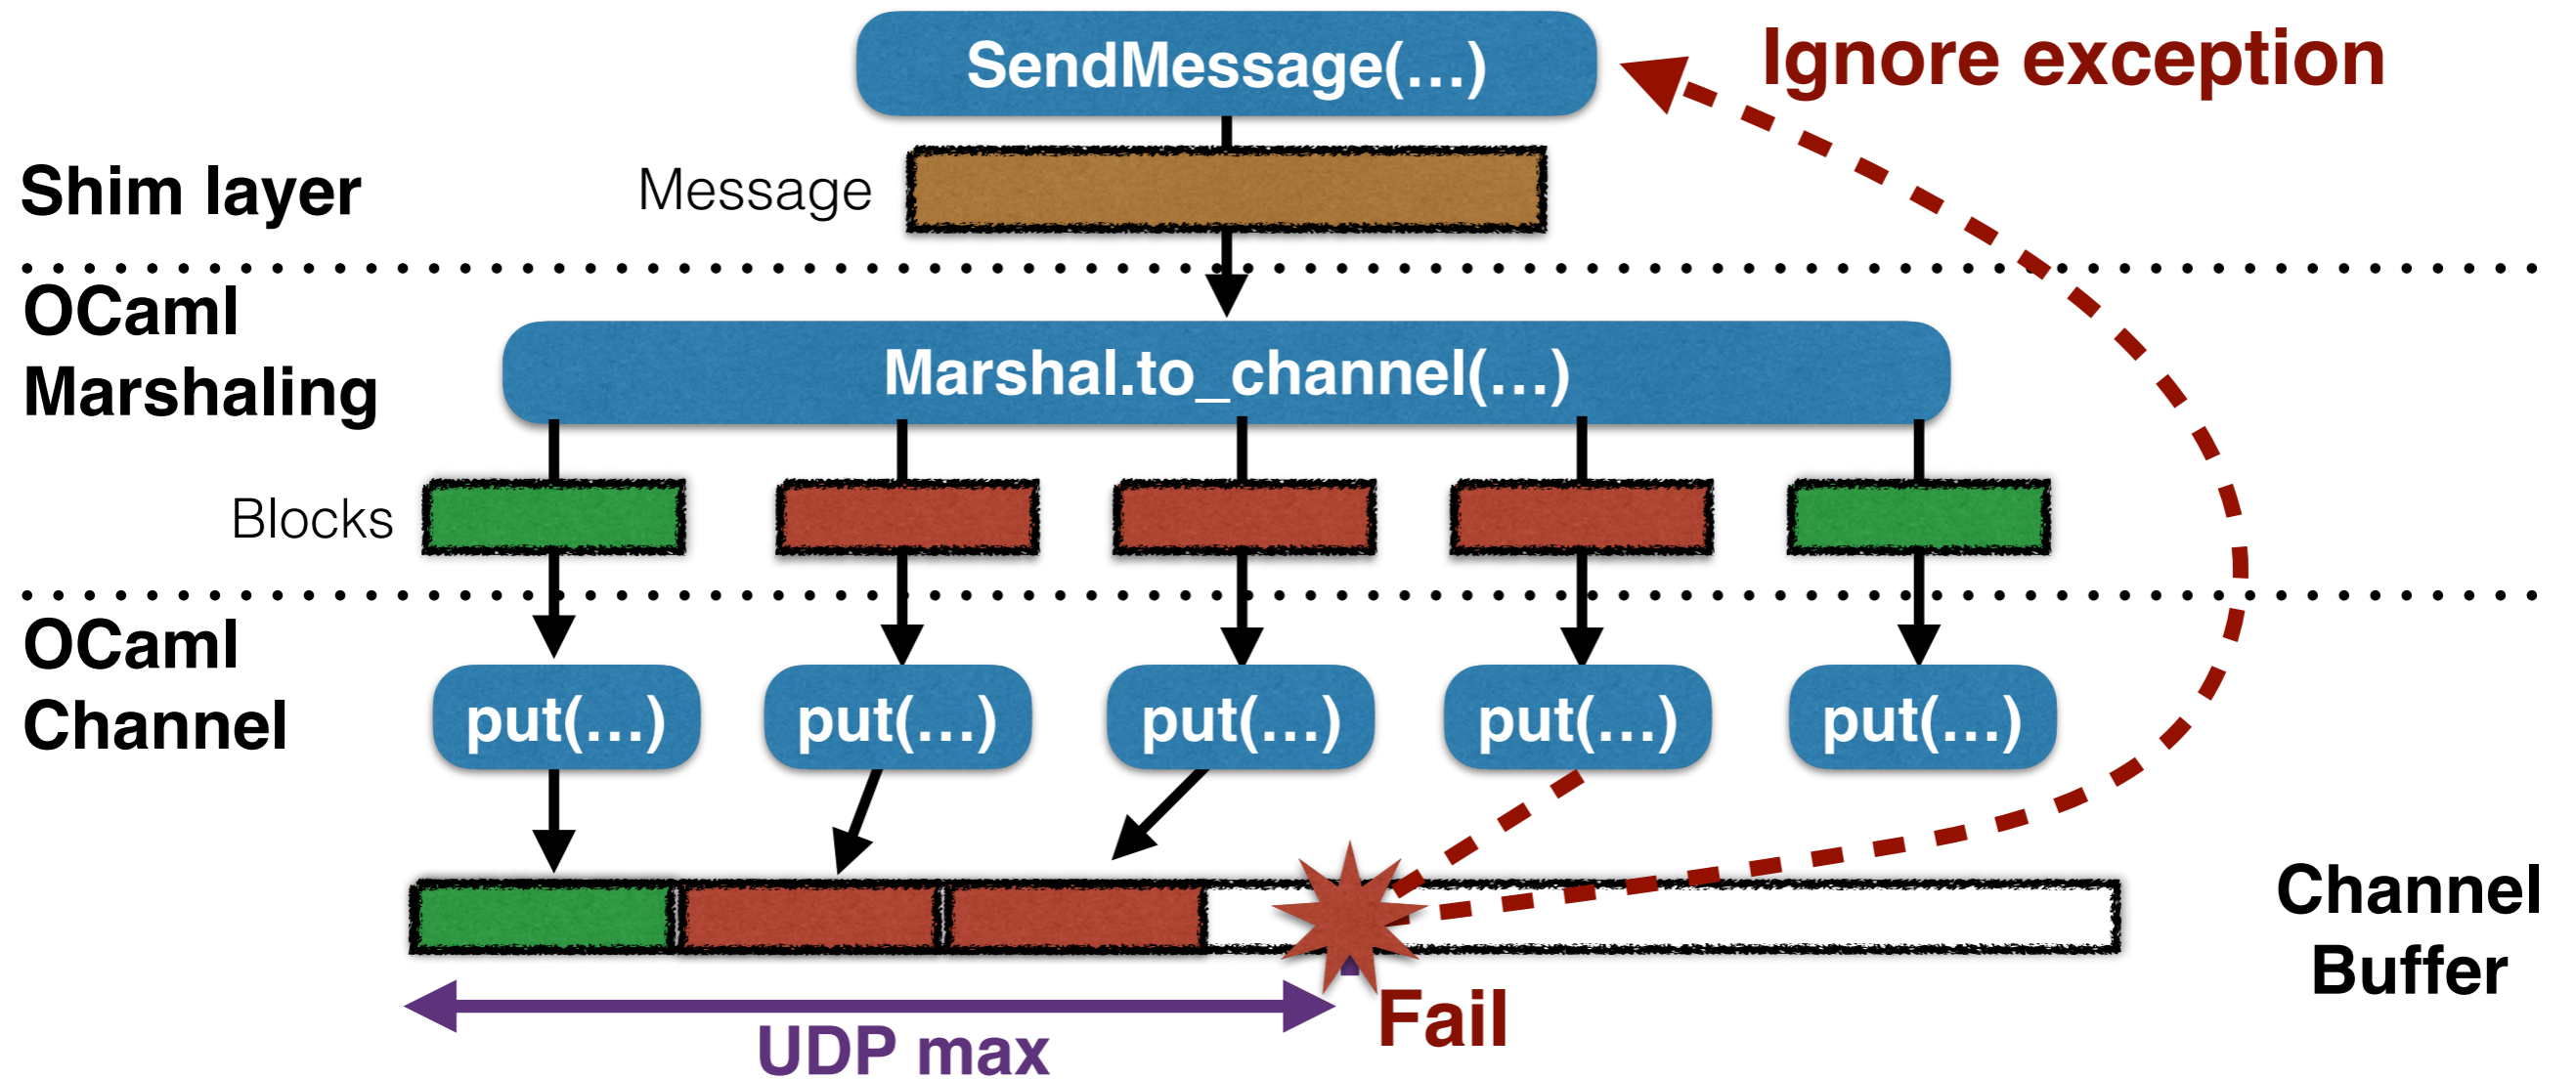 SendMessage(…)
Ignore exception
Shim layer
Message
OCaml
Marshaling
Marshal.to_channel(…)
Blocks
OCaml
Channel
put(…)
put(…)
put(…)
put(…)
put(…)
Channel
Buffer
UDP max
Fail